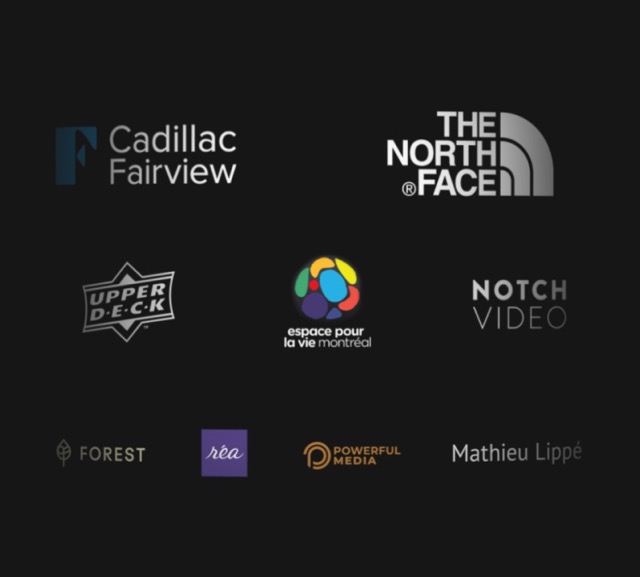 Cadillac
Fairview
THE
NORTH
®FACE
UPPER
D·E·C·K
™
espace pour
la vie montréal
NOTCH
VIDEO
FOREST
réa
POWERFUL
MEDIA
Mathieu Lippé